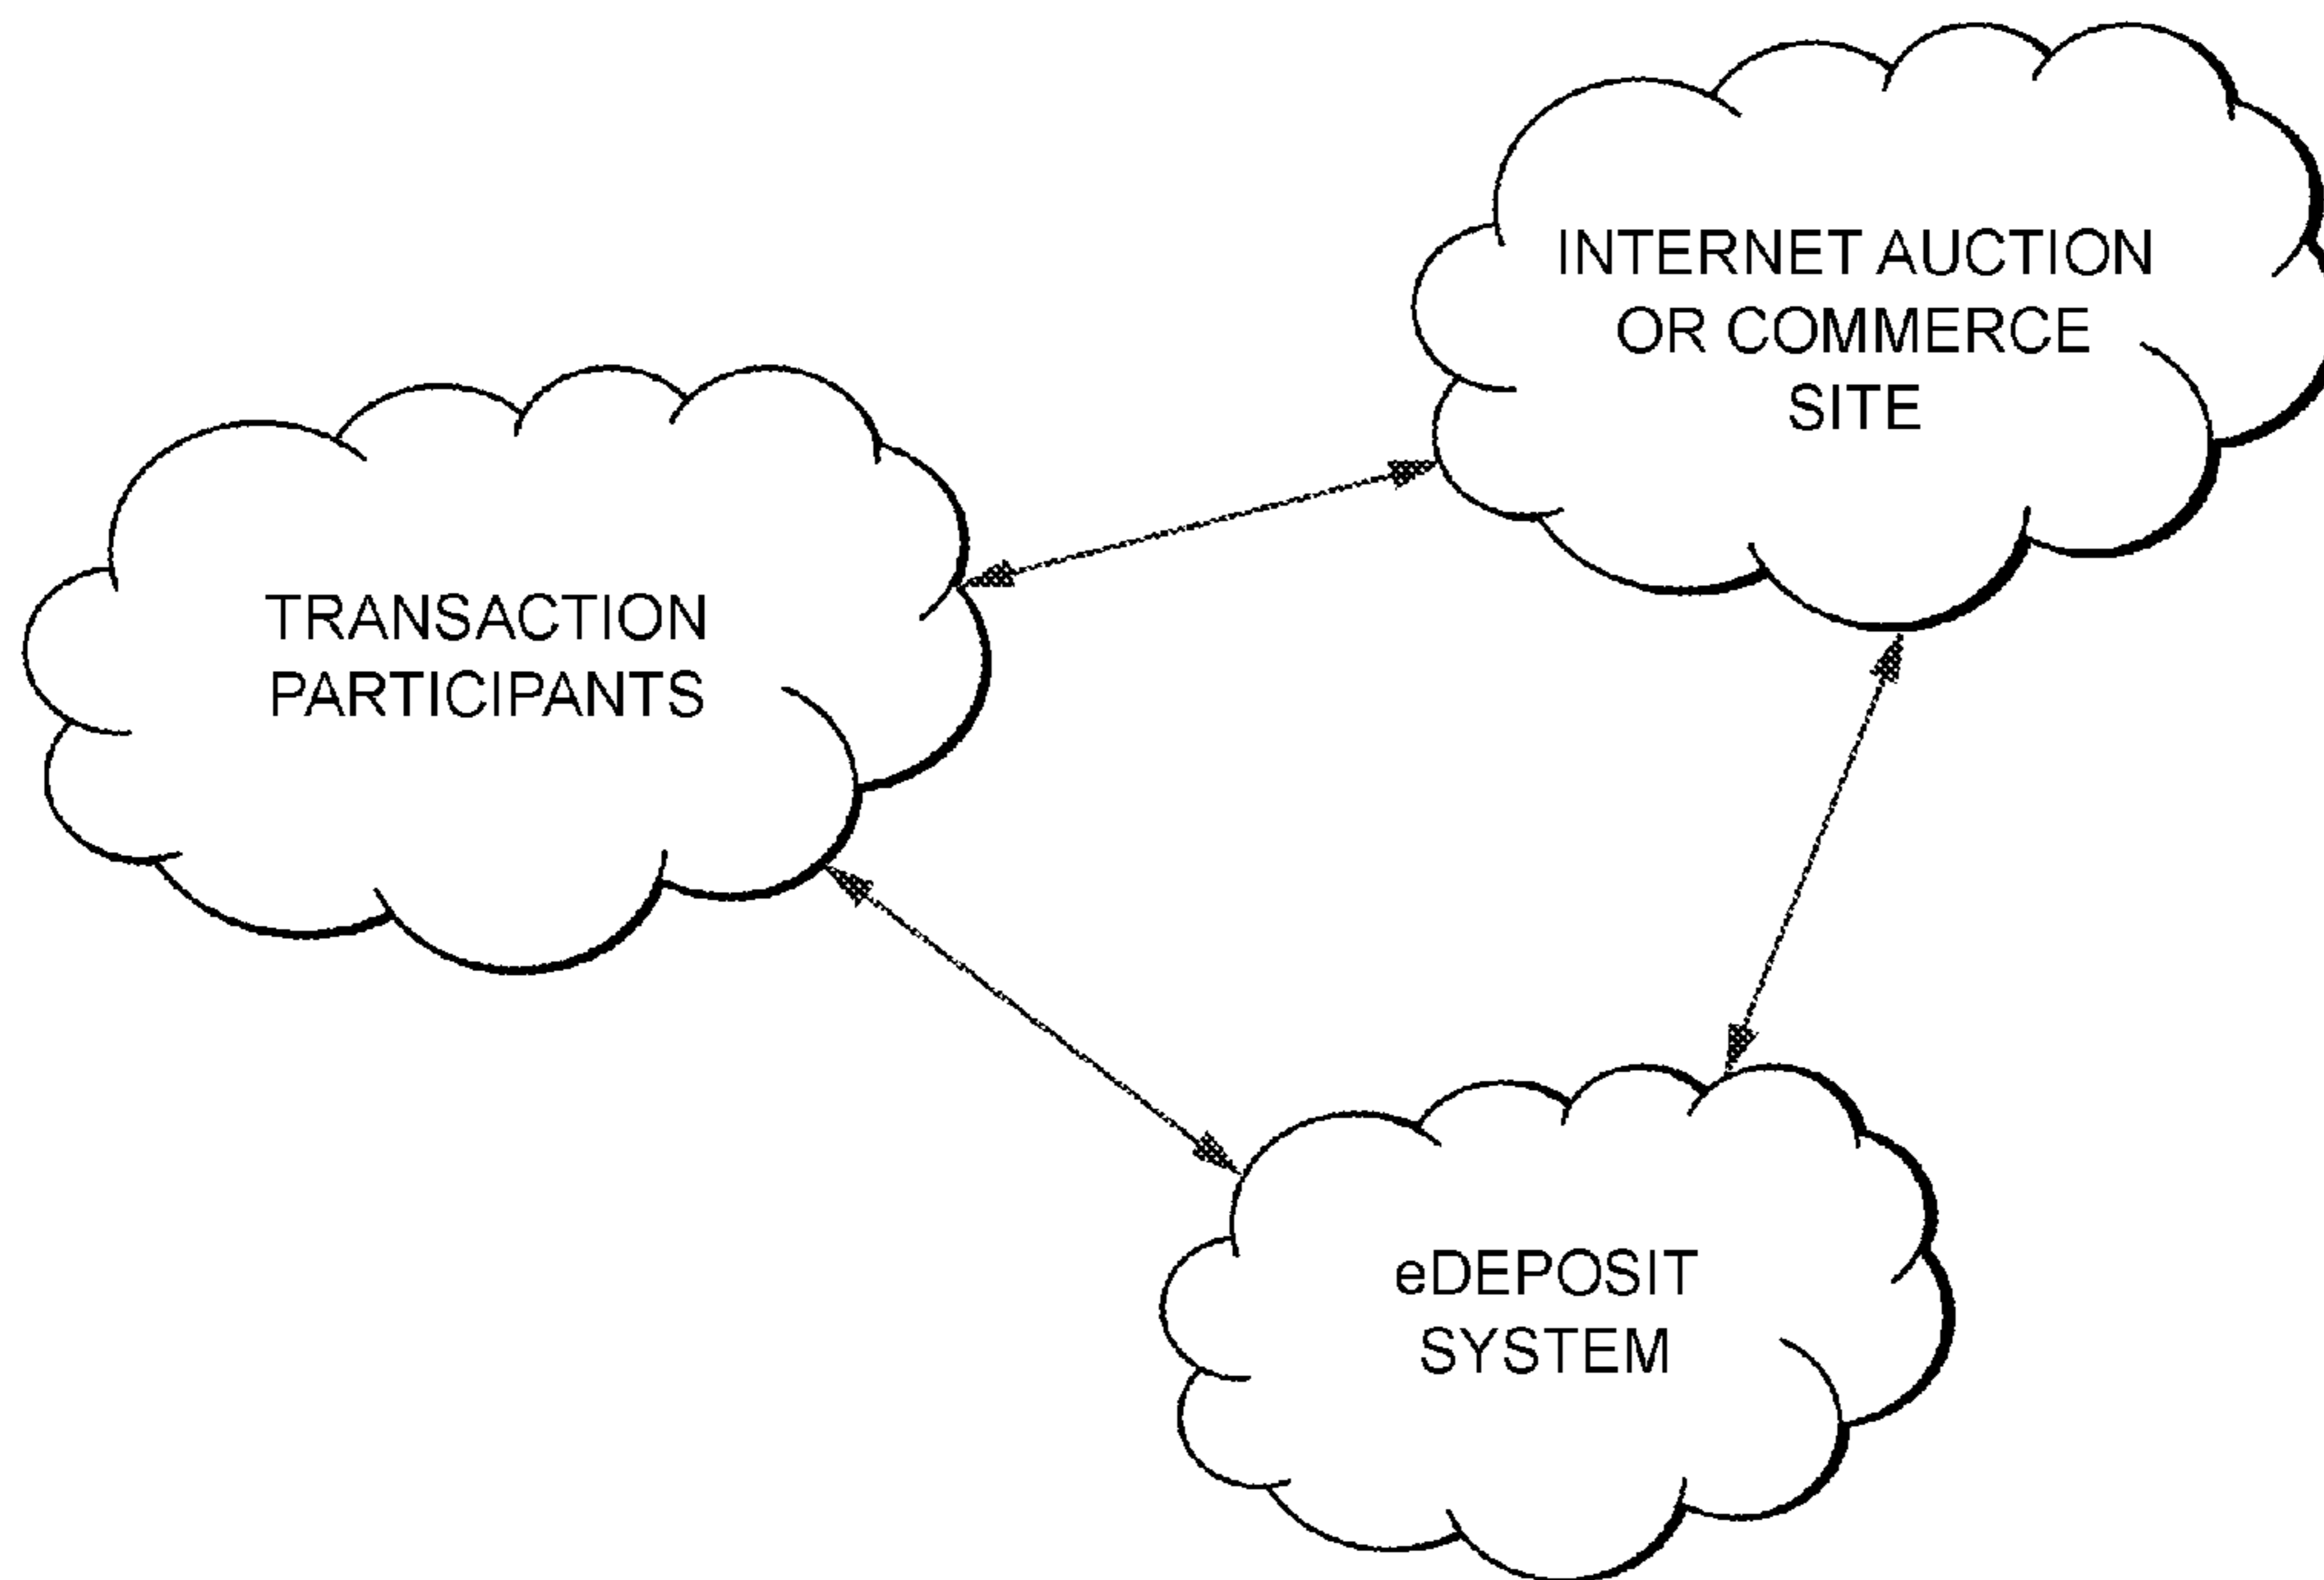 INTERNET AUCTION
OR COMMERCE
SITE
TRANSACTION
PARTICIPANTS
eDEPOSIT
SYSTEM